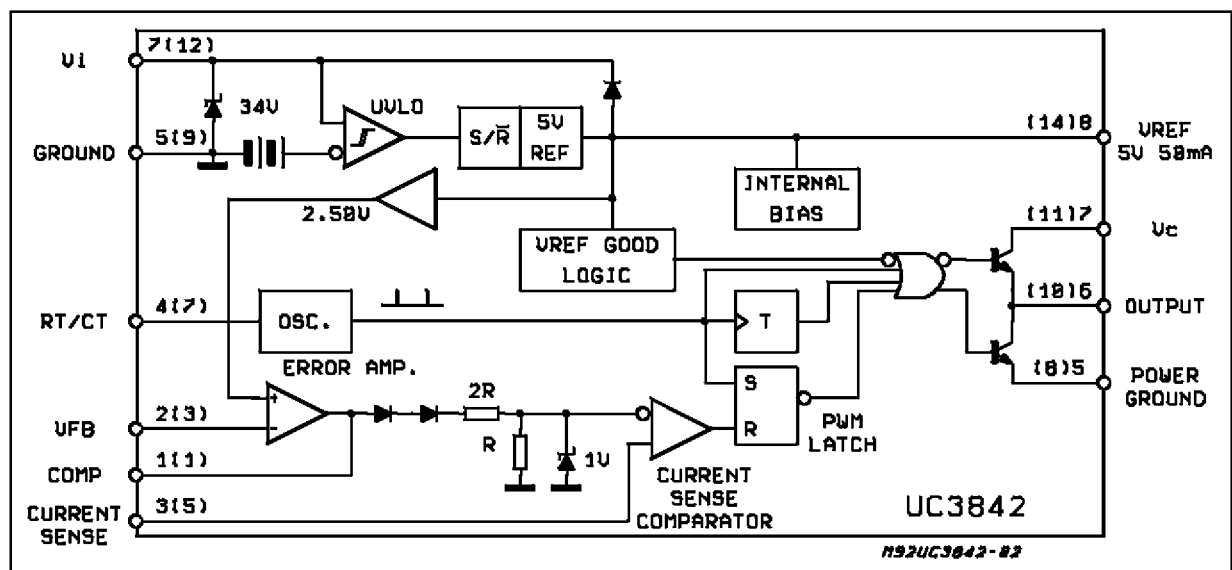 7(12)
Vi
34V
UVLO
S/R̅
5V
REF
5(9)
GROUND
(14)8
VREF
5V 50mA
2.50V
INTERNAL
BIAS
VREF GOOD
LOGIC
(11)7
Vc
4(7)
RT/CT
OSC.
T
(10)6
OUTPUT
ERROR AMP.
2R
S
(8)5
POWER
GROUND
2(3)
VFB
+
-
R
1V
R
PWM
LATCH
1(1)
COMP
CURRENT
SENSE
COMPARATOR
3(5)
CURRENT
SENSE
UC3842
M92UC3842-02